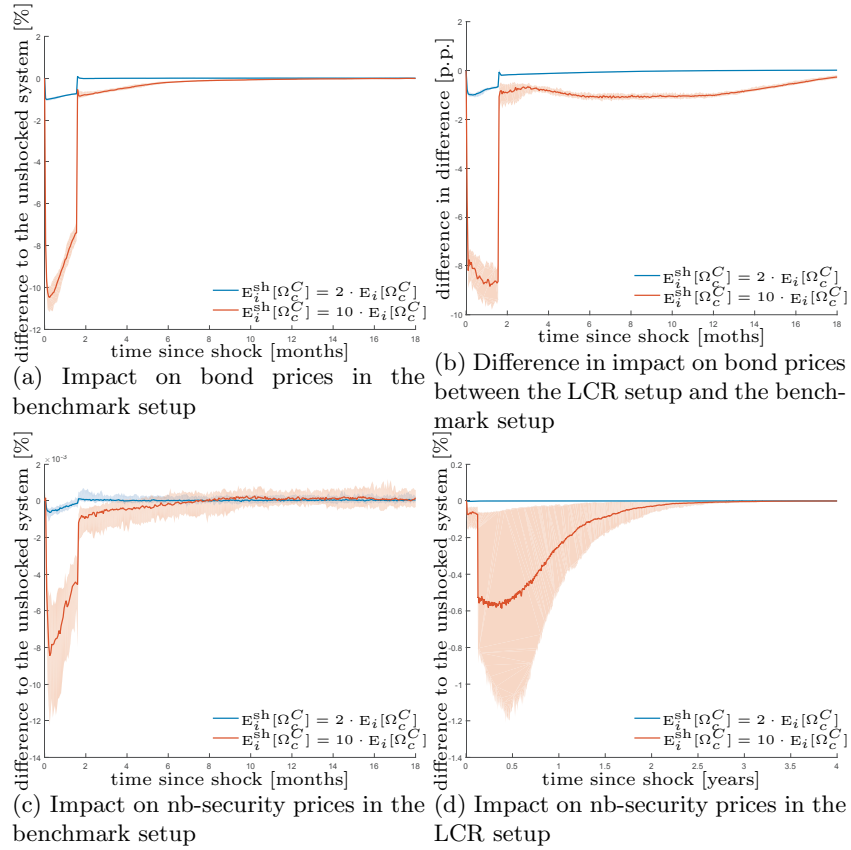 difference to the unshocked system [%]
0
-2
-4
-6
-8
-10
-12
0 2 4 6 8 10 12 14 16 18
E_i^sh[Ω_c^C] = 2 · E_i[Ω_c^C]
E_i^sh[Ω_c^C] = 10 · E_i[Ω_c^C]
time since shock [months]
(a) Impact on bond prices in the
benchmark setup
difference in difference [p.p.]
2
0
-2
-4
-6
-8
-10
0 2 4 6 8 10 12 14 16 18
E_i^sh[Ω_c^C] = 2 · E_i[Ω_c^C]
E_i^sh[Ω_c^C] = 10 · E_i[Ω_c^C]
time since shock [moths]
(b) Difference in impact on bond prices
between the LCR setup and the bench-
mark setup
difference to the unshocked system [%]
×10^-3
2
0
-2
-4
-6
-8
-10
-12
-14
0 2 4 6 8 10 12 14 16 18
E_i^sh[Ω_c^C] = 2 · E_i[Ω_c^C]
E_i^sh[Ω_c^C] = 10 · E_i[Ω_c^C]
time since shock [months]
(c) Impact on nb-security prices in the
benchmark setup
difference to the unshocked system [%]
0.2
0
-0.2
-0.4
-0.6
-0.8
-1
-1.2
-1.4
0 0.5 1 1.5 2 2.5 3 3.5 4
E_i^sh[Ω_c^C] = 2 · E_i[Ω_c^C]
E_i^sh[Ω_c^C] = 10 · E_i[Ω_c^C]
time since shock [years]
(d) Impact on nb-security prices in the
LCR setup